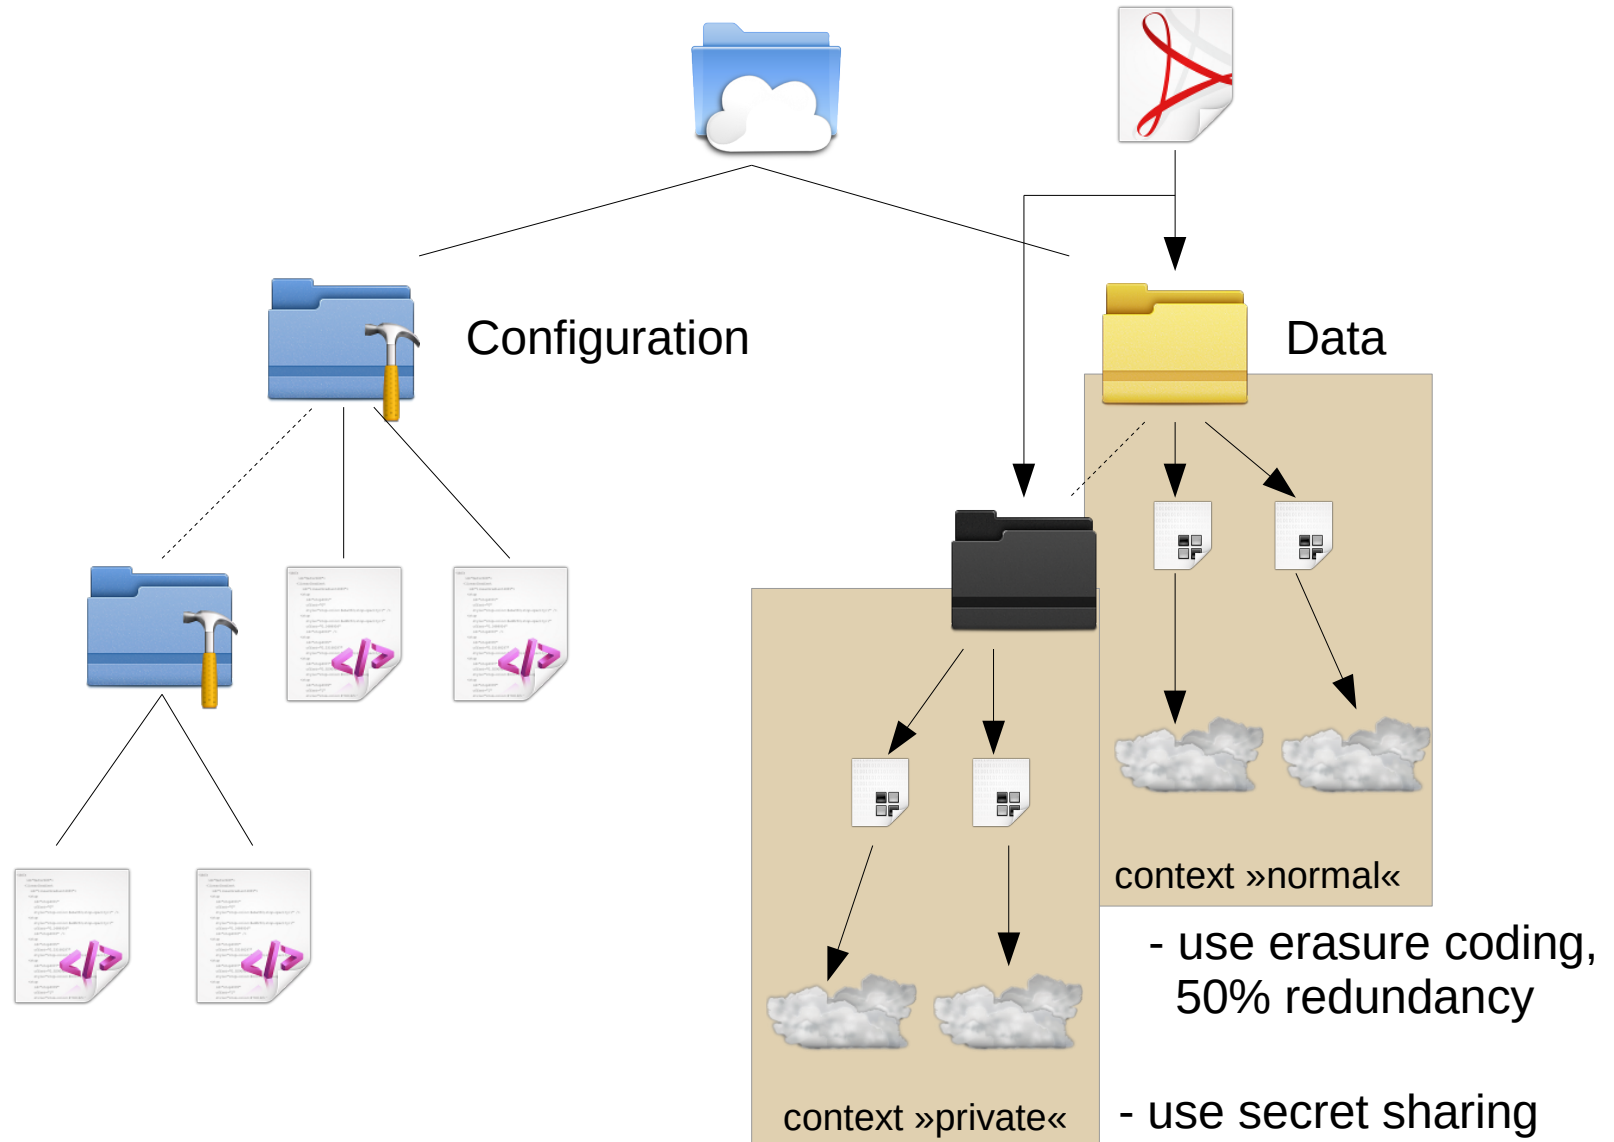 Configuration
Data
context »normal«
- use erasure coding,
50% redundancy
context »private«
- use secret sharing